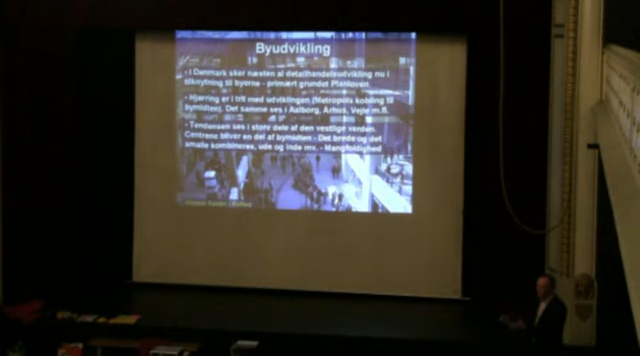 Byudvikling
- I Danmark sker næsten al detailhandelsudvikling nu i
tilknytning til byerne - primært grundet Planloven
- Hjørring er i trit med udviklingen (Metropols kobling til
bymidten). Det samme ses i Aalborg, Århus, Vejle m.fl.
- Tendensen ses i store dele af den vestlige verden.
Centrene bliver en del af bymidten - Det brede og det
smalle kombineres, ude og inde mv. - Mangfoldighed